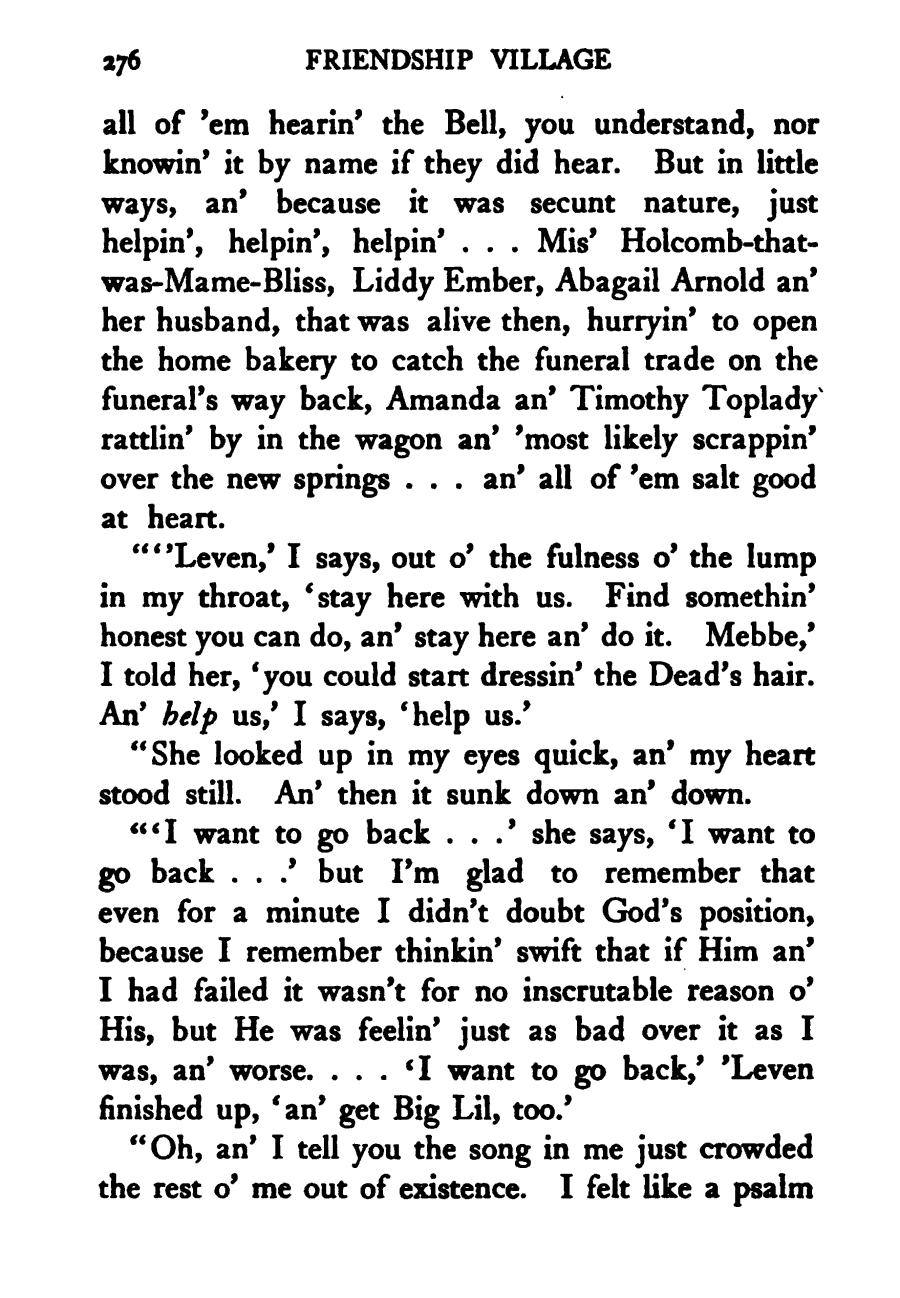 276 FRIENDSHIP VILLAGE
all of ’em hearin’ the Bell, you understand, nor
knowin’ it by name if they did hear. But in little
ways, an’ because it was secunt nature, just
helpin’, helpin’, helpin’ . . . Mis’ Holcomb-that-
was-Mame-Bliss, Liddy Ember, Abagail Arnold an’
her husband, that was alive then, hurryin’ to open
the home bakery to catch the funeral trade on the
funeral’s way back, Amanda an’ Timothy Toplady
rattlin’ by in the wagon an’ ’most likely scrappin’
over the new springs . . . an’ all of ’em salt good
at heart.
“‘’Leven,’ I says, out o’ the fulness o’ the lump
in my throat, ‘stay here with us. Find somethin’
honest you can do, an’ stay here an’ do it. Mebbe,’
I told her, ‘you could start dressin’ the Dead’s hair.
An’ help us,’ I says, ‘help us.’
“She looked up in my eyes quick, an’ my heart
stood still. An’ then it sunk down an’ down.
“‘I want to go back . . .’ she says, ‘I want to
go back . . .’ but I’m glad to remember that
even for a minute I didn’t doubt God’s position,
because I remember thinkin’ swift that if Him an’
I had failed it wasn’t for no inscrutable reason o’
His, but He was feelin’ just as bad over it as I
was, an’ worse. . . . ‘I want to go back,’ ’Leven
finished up, ‘an’ get Big Lil, too.’
“Oh, an’ I tell you the song in me just crowded
the rest o’ me out of existence. I felt like a psalm